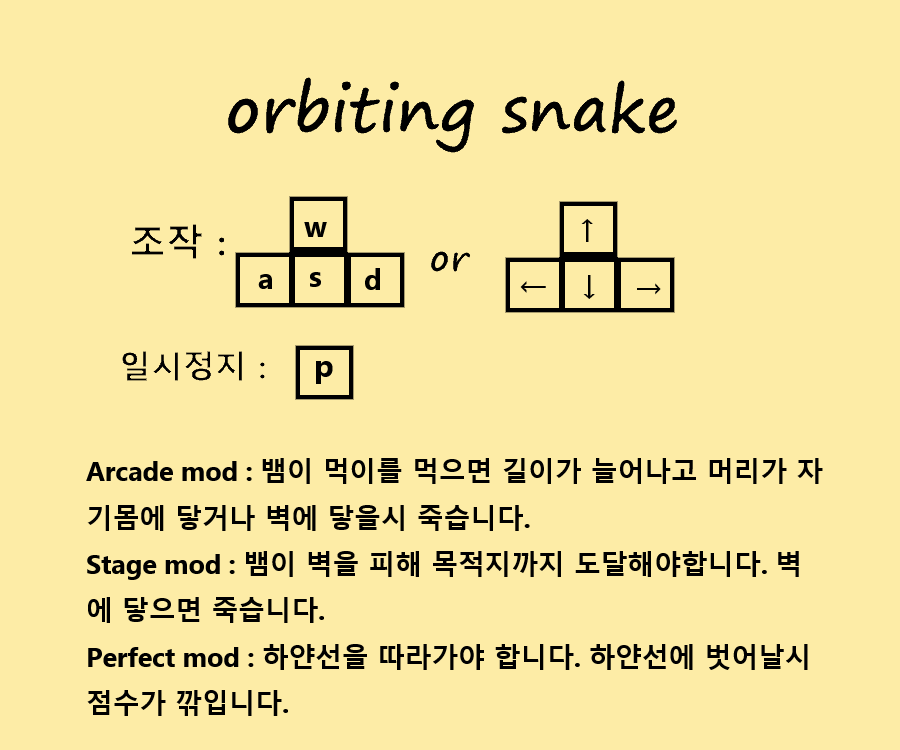 orbiting snake
조작 : w a s d or ↑ ← ↓ →
일시정지 : p
Arcade mod : 뱀이 먹이를 먹으면 길이가 늘어나고 머리가 자
기몸에 닿거나 벽에 닿을시 죽습니다.
Stage mod : 뱀이 벽을 피해 목적지까지 도달해야합니다. 벽
에 닿으면 죽습니다.
Perfect mod : 하얀선을 따라가야 합니다. 하얀선에 벗어날시
점수가 깎입니다.